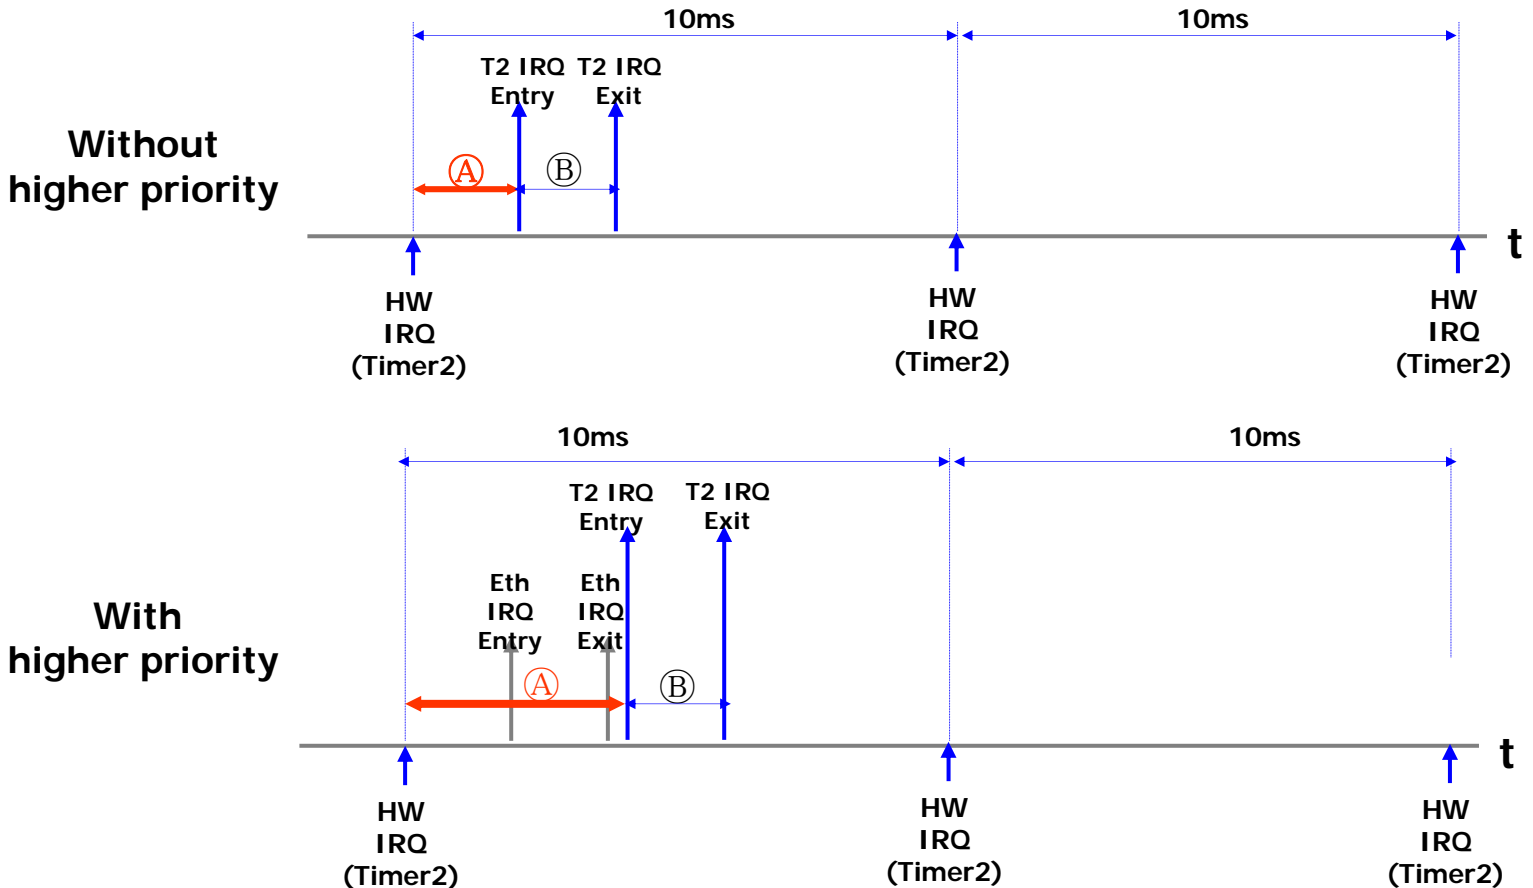 10ms
10ms
T2 IRQ
Entry
T2 IRQ
Exit
Without
higher priority
Ⓐ
Ⓑ
t
HW
IRQ
(Timer2)
HW
IRQ
(Timer2)
HW
IRQ
(Timer2)
10ms
10ms
T2 IRQ
Entry
T2 IRQ
Exit
Eth
IRQ
Entry
Eth
IRQ
Exit
With
higher priority
Ⓐ
Ⓑ
t
HW
IRQ
(Timer2)
HW
IRQ
(Timer2)
HW
IRQ
(Timer2)